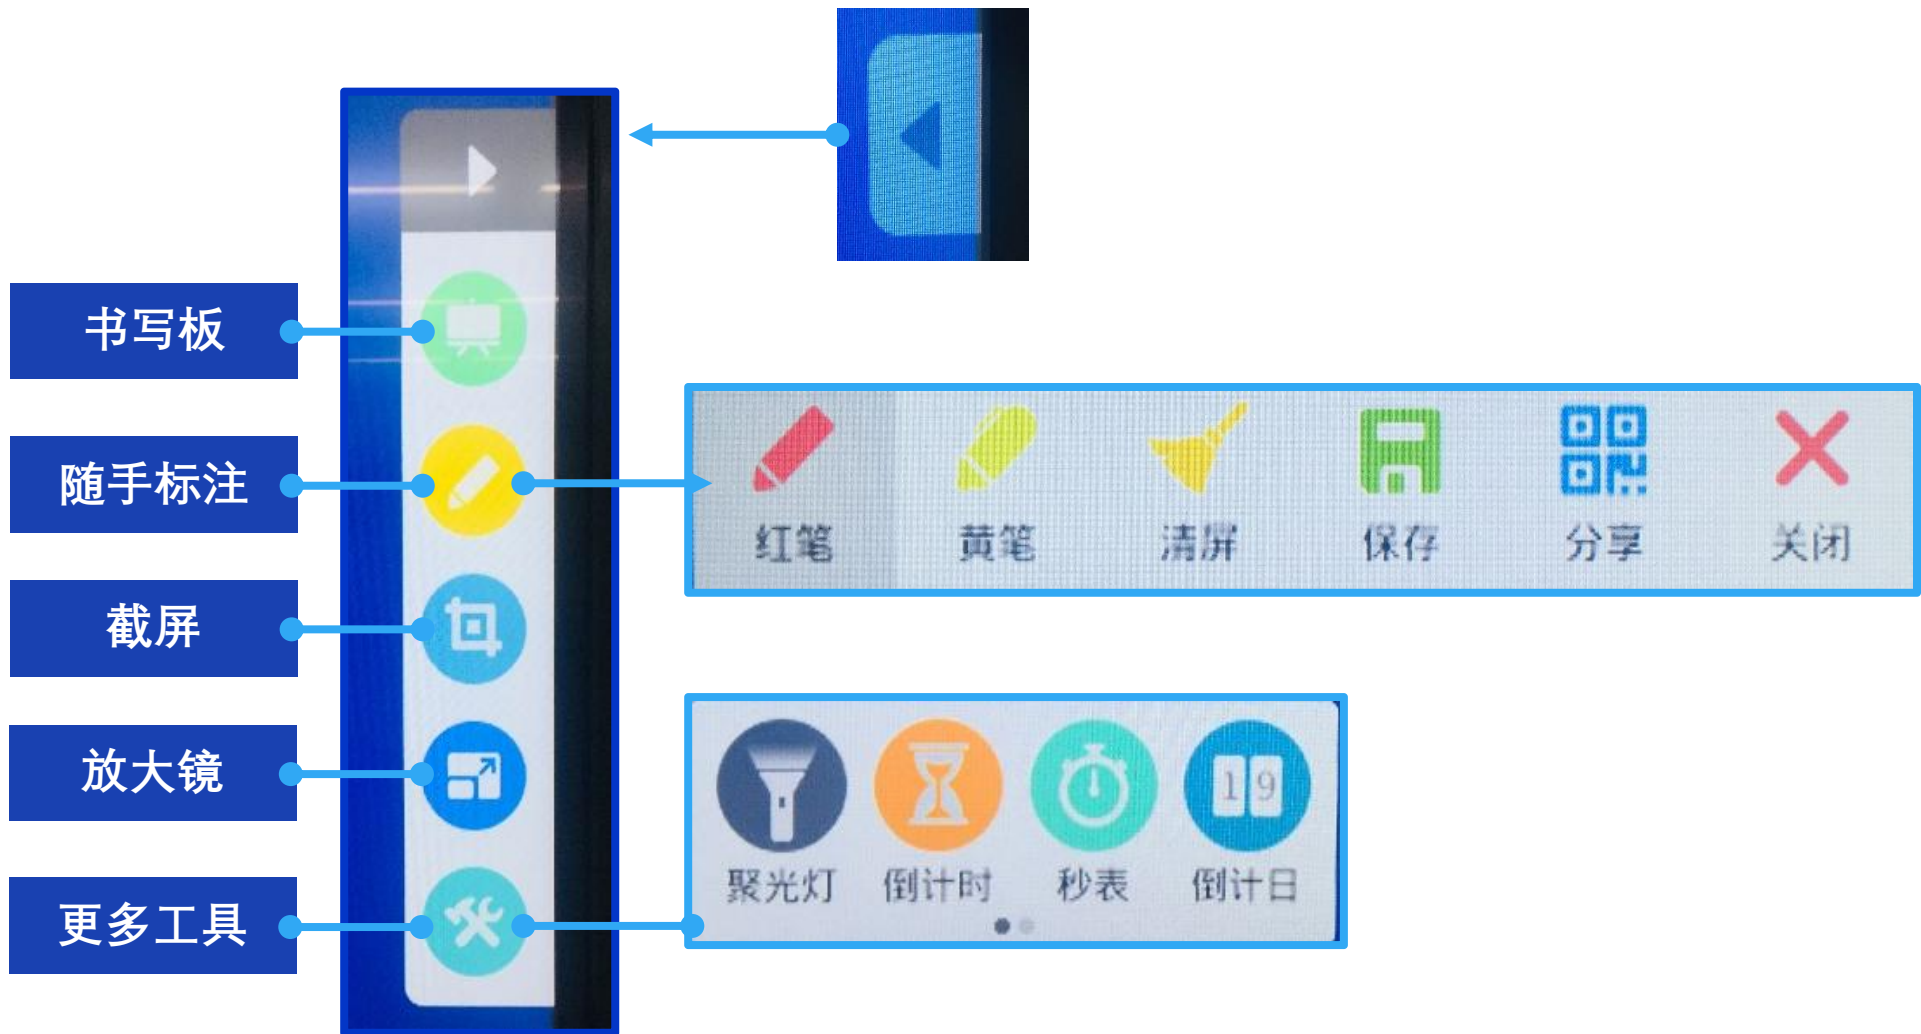 书写板
随手标注
红笔 黄笔 清屏 保存 分享 关闭
截屏
放大镜
19
聚光灯 倒计时 秒表 倒计日
更多工具